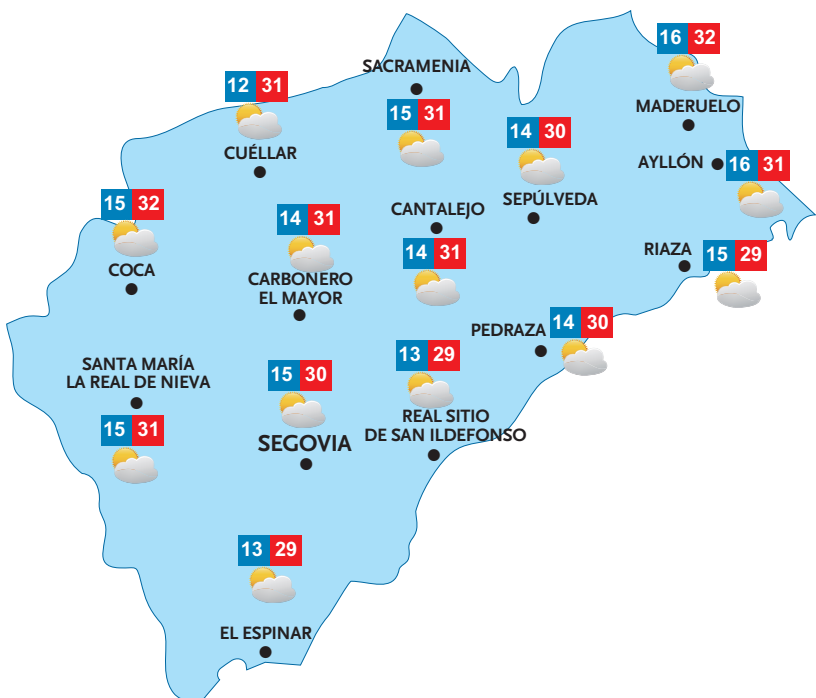 16 32
MADERUELO
SACRAMENIA
15 31
12 31
CUÉLLAR
14 30
SEPÚLVEDA
AYLLÓN
16 31
15 32
COCA
14 31
CARBONERO
EL MAYOR
CANTALEJO
14 31
RIAZA
15 29
PEDRAZA
14 30
SANTA MARÍA
LA REAL DE NIEVA
15 31
15 30
SEGOVIA
13 29
REAL SITIO
DE SAN ILDEFONSO
13 29
EL ESPINAR